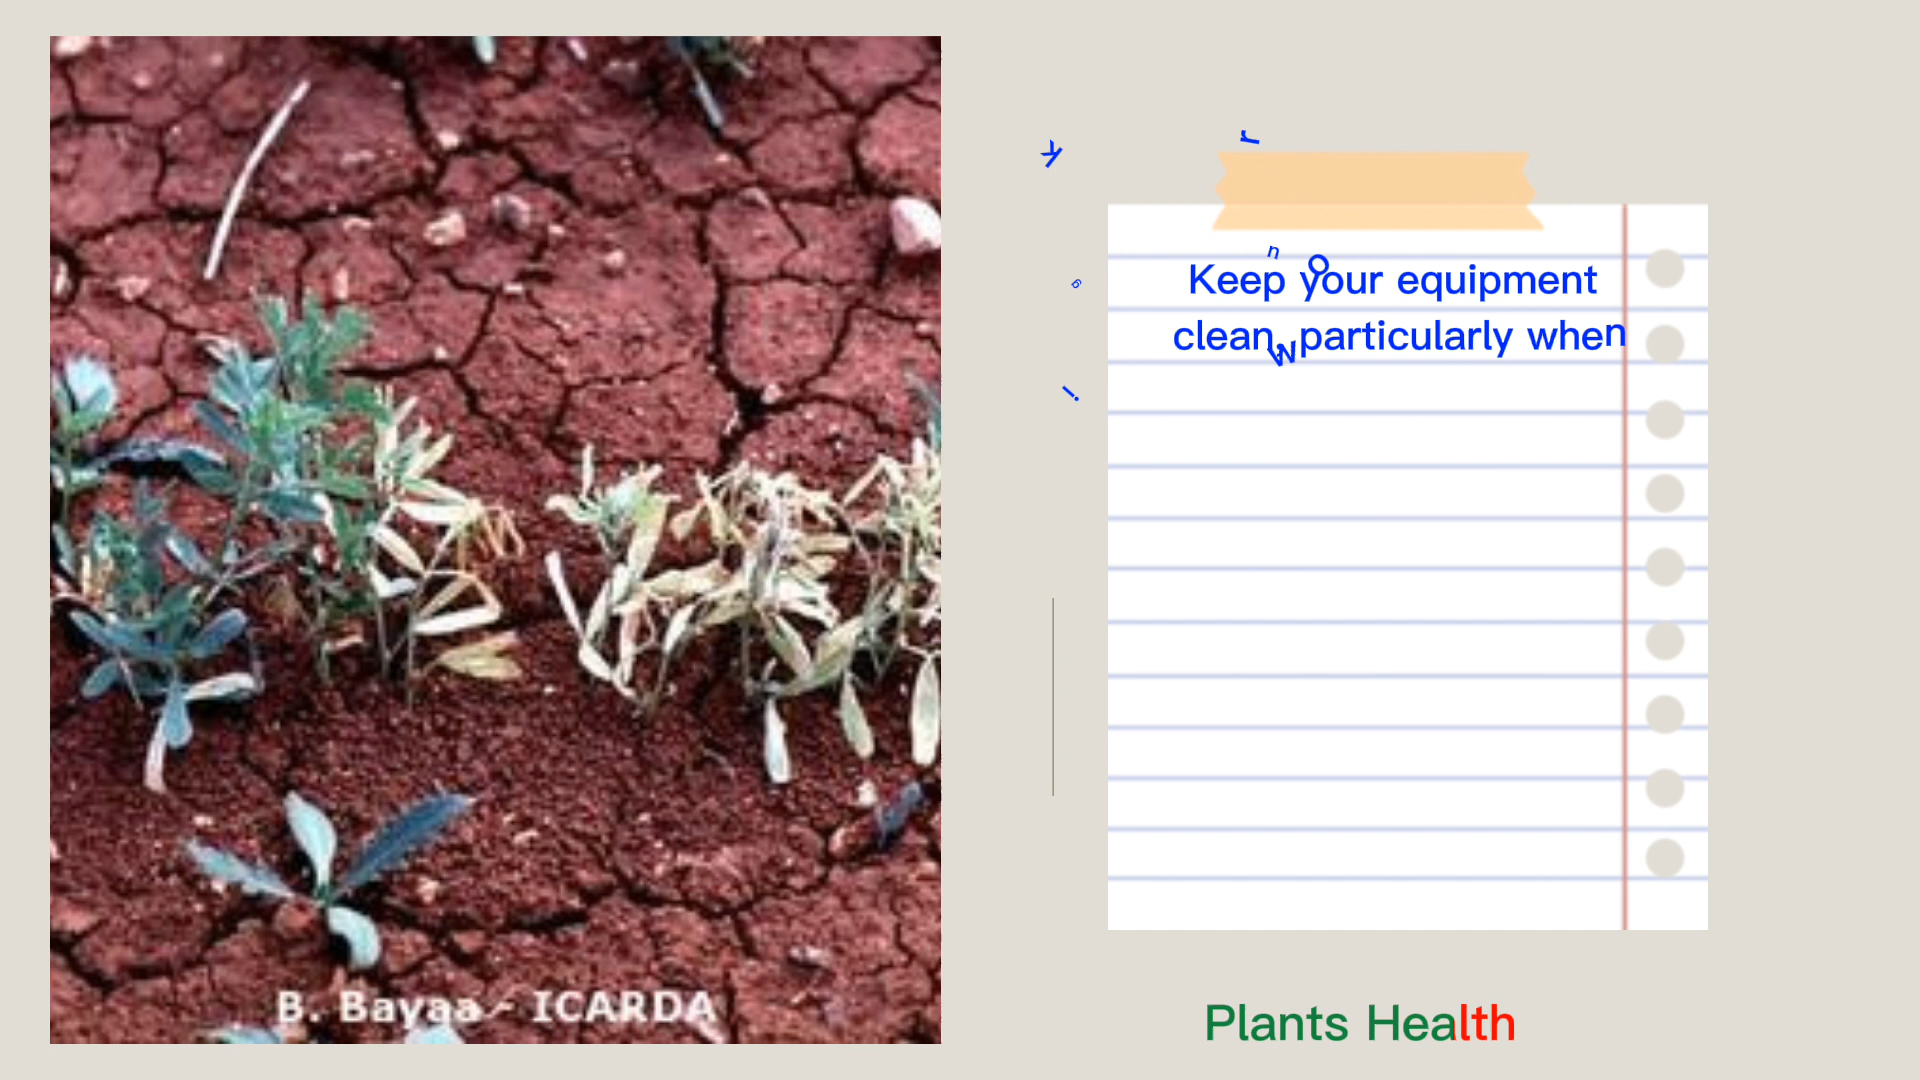 Keep your equipment
clean, particularly when
B. Bayaa - ICARDA
Plants Health